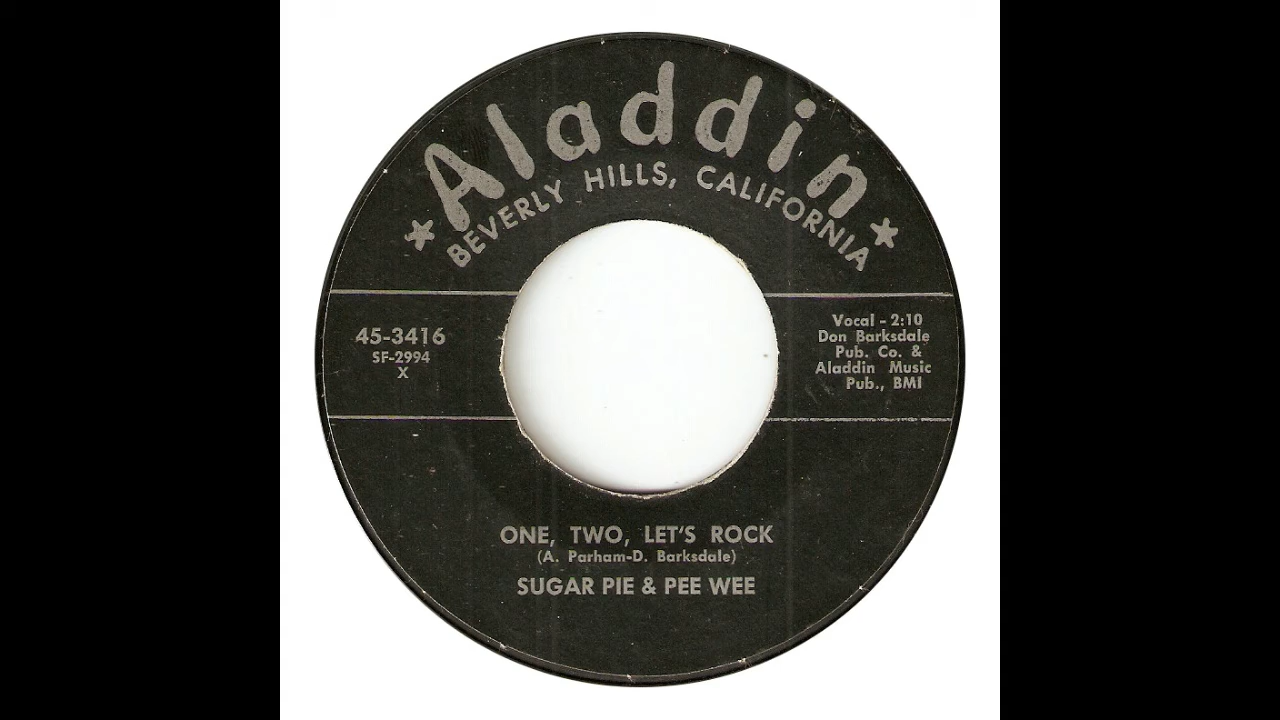 Aladdin
BEVERLY HILLS, CALIFORNIA
45-3416
SF-2994
X
Vocal - 2:10
Don Barksdale
Pub. Co. &
Aladdin Music
Pub., BMI
ONE, TWO, LET'S ROCK
(A. Parham-D. Barksdale)
SUGAR PIE & PEE WEE